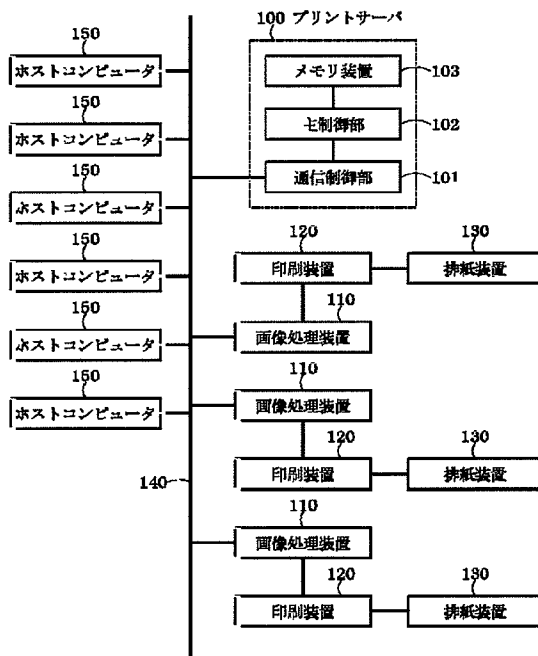 150
ホストコンピュータ
150
ホストコンピュータ
150
ホストコンピュータ
150
ホストコンピュータ
150
ホストコンピュータ
150
ホストコンピュータ
140
100 プリントサーバ
メモリ装置
103
主制御部
102
通信制御部
101
120
印刷装置
130
排紙装置
110
画像処理装置
110
画像処理装置
120
印刷装置
130
排紙装置
110
画像処理装置
120
印刷装置
130
排紙装置